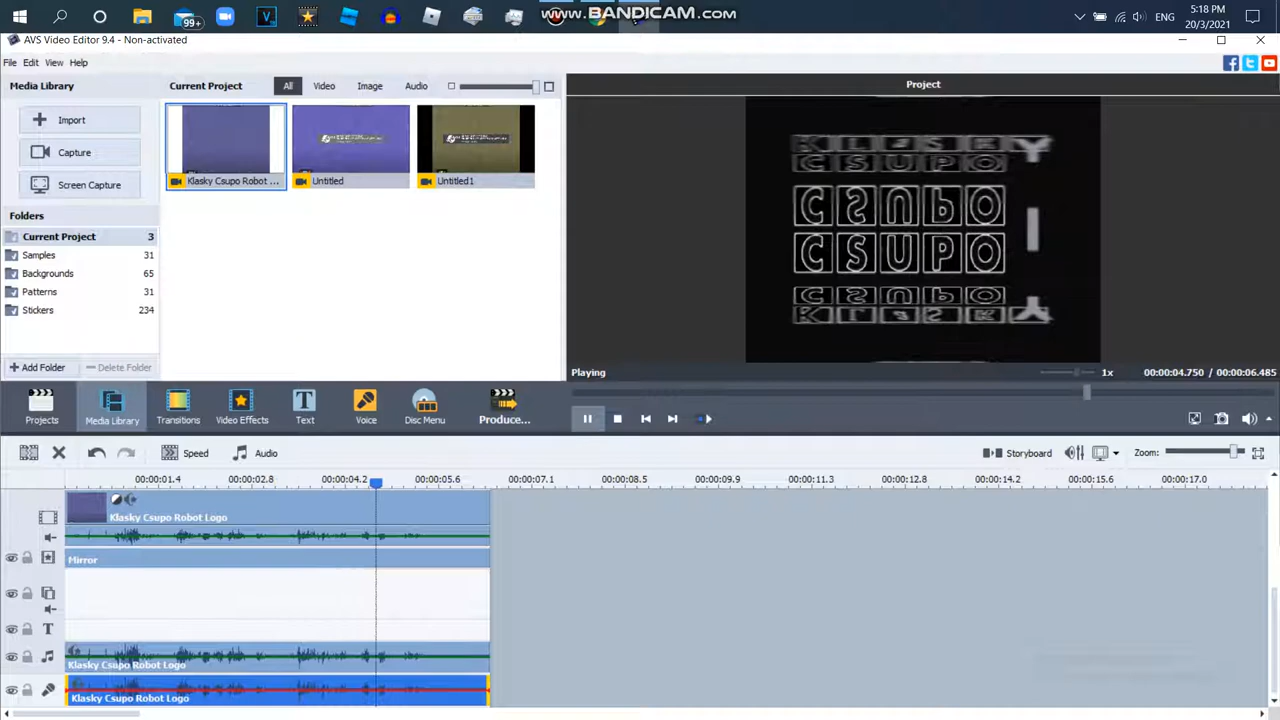 www.BANDICAM.com
99+
ENG
5:18 PM
20/3/2021
AVS Video Editor 9.4 - Non-activated
File Edit View Help
Media Library
Current Project
All
Video
Image
Audio
Project
Import
Capture
Screen Capture
Klasky Csupo Robot ...
Untitled
Untitled1
Folders
Current Project 3
Samples 31
Backgrounds 65
Patterns 31
Stickers 234
Add Folder
Delete Folder
CSUPO
CSUPO
Playing
1x
00:00:04.750 / 00:00:06.485
Projects
Media Library
Transitions
Video Effects
Text
Voice
Disc Menu
Produce...
Speed
Audio
Storyboard
Zoom:
00:00:01.4 00:00:02.8 00:00:04.2 00:00:05.6 00:00:07.1 00:00:08.5 00:00:09.9 00:00:11.3 00:00:12.8 00:00:14.2 00:00:15.6 00:00:17.0
Klasky Csupo Robot Logo
Mirror
T
Klasky Csupo Robot Logo
Klasky Csupo Robot Logo